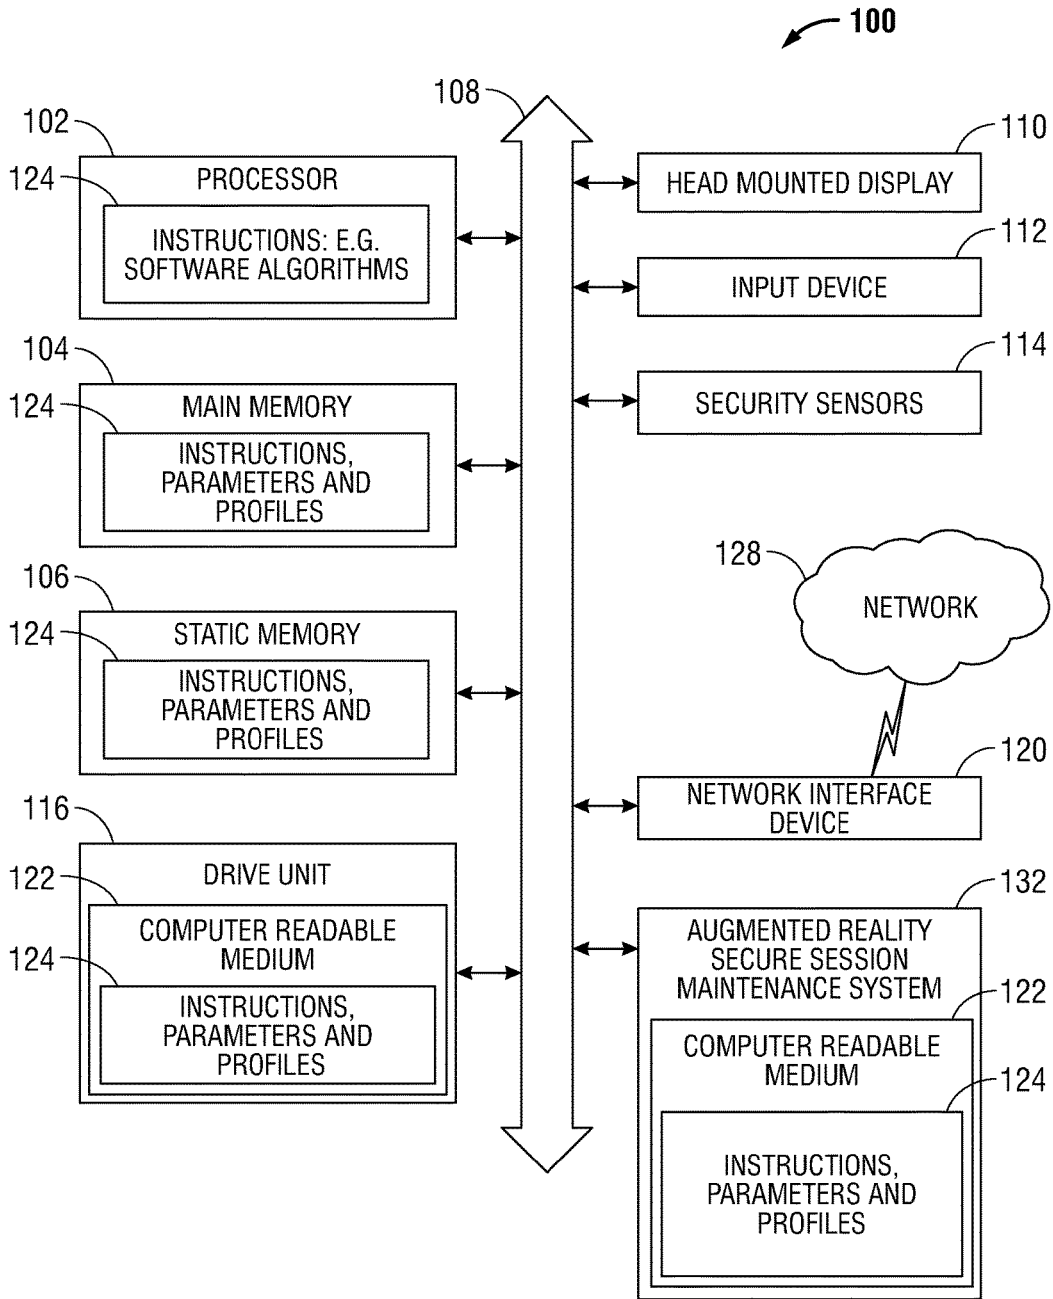 100
108
102
124
PROCESSOR
INSTRUCTIONS: E.G.
SOFTWARE ALGORITHMS
104
124
MAIN MEMORY
INSTRUCTIONS,
PARAMETERS AND
PROFILES
106
124
STATIC MEMORY
INSTRUCTIONS,
PARAMETERS AND
PROFILES
116
DRIVE UNIT
122
COMPUTER READABLE
MEDIUM
124
INSTRUCTIONS,
PARAMETERS AND
PROFILES
110
HEAD MOUNTED DISPLAY
112
INPUT DEVICE
114
SECURITY SENSORS
128
NETWORK
120
NETWORK INTERFACE
DEVICE
132
AUGMENTED REALITY
SECURE SESSION
MAINTENANCE SYSTEM
122
COMPUTER READABLE
MEDIUM
124
INSTRUCTIONS,
PARAMETERS AND
PROFILES